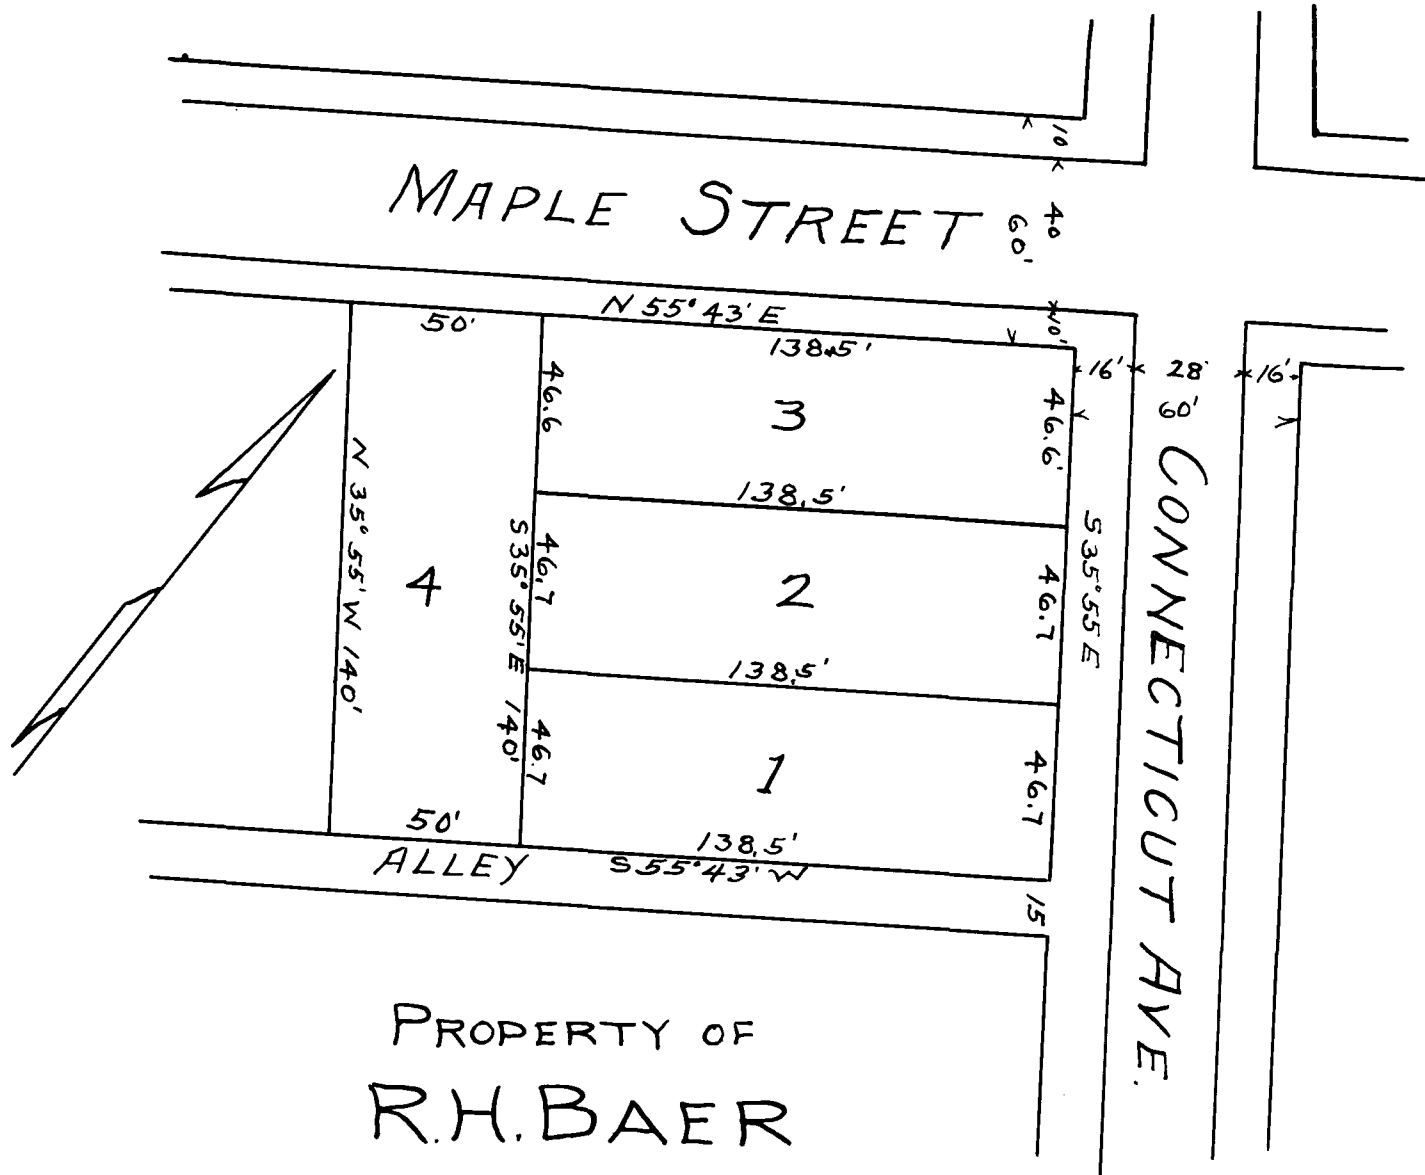 10
MAPLE STREET
40
60'
N 55° 43' E
10'
50'
138.5'
16' 28' 16'
60'
46.6
3
46.6'
138.5'
N 35° 55' W 140'
4
S 35° 55' E 140'
46.7
2
46.7
S 35° 55 E
CONNECTICUT AVE.
138.5'
46.7
1
46.7
50'
138.5'
ALLEY
S 55° 43' W
15
PROPERTY OF
R.H. BAER